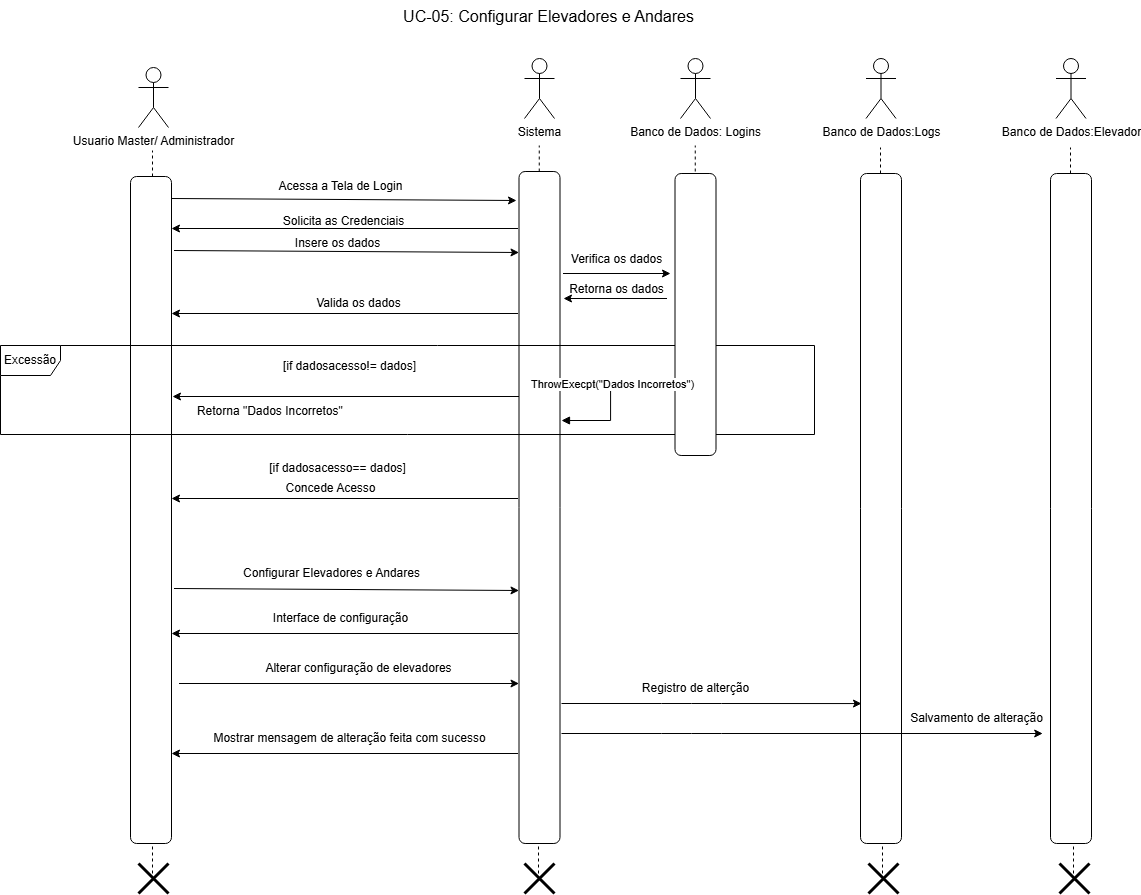 UC-05: Configurar Elevadores e Andares
Usuario Master/ Administrador
Sistema
Banco de Dados: Logins
Banco de Dados:Logs
Banco de Dados:Elevador
Acessa a Tela de Login
Solicita as Credenciais
Insere os dados
Verifica os dados
Retorna os dados
Valida os dados
Excessão
[if dadosacesso!= dados]
ThrowExecpt("Dados Incorretos")
Retorna "Dados Incorretos"
[if dadosacesso== dados]
Concede Acesso
Configurar Elevadores e Andares
Interface de configuração
Alterar configuração de elevadores
Registro de alterção
Salvamento de alteração
Mostrar mensagem de alteração feita com sucesso